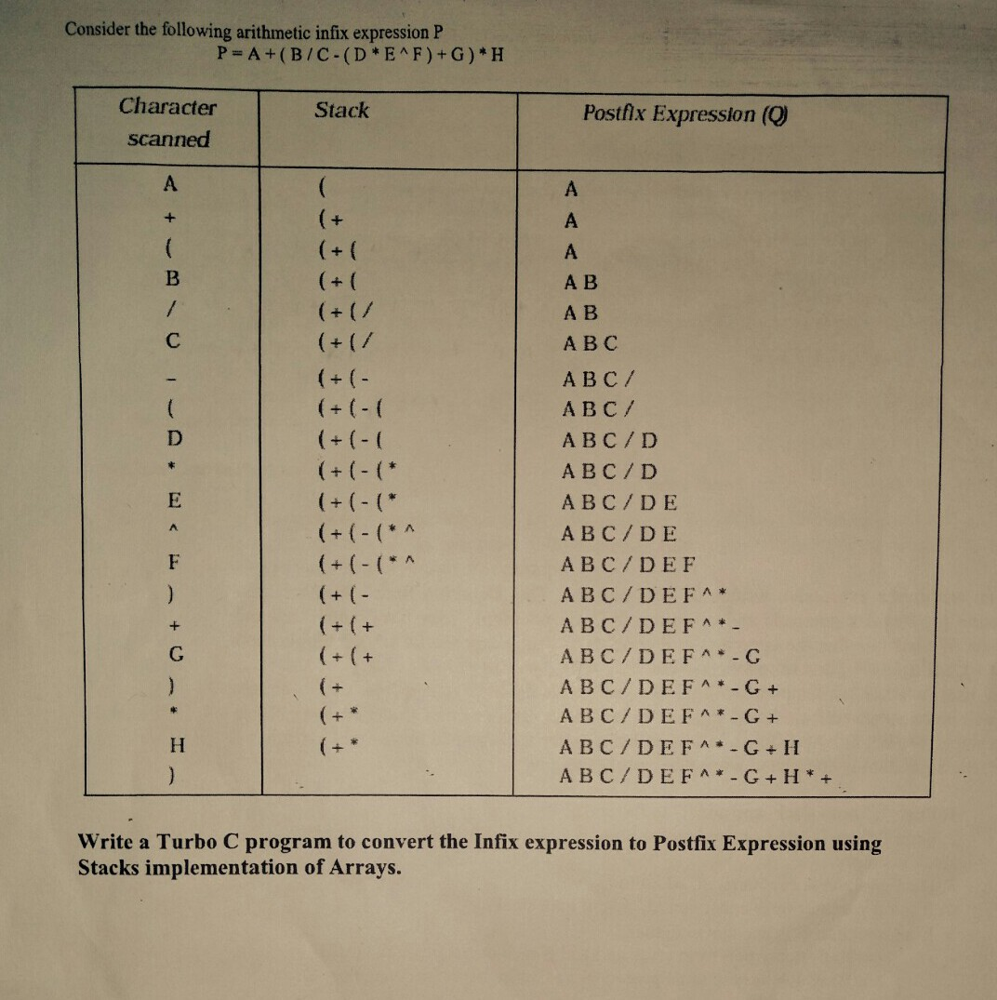 Consider the following arithmetic infix expression P
P = A + ( B / C - ( D * E ^ F ) + G ) * H
Character scanned Stack Postfix Expression (Q)
A ( A
+ ( + A
( ( + ( A
B ( + ( A B
/ ( + ( / A B
C ( + ( / A B C
- ( + ( - A B C /
( ( + ( - ( A B C /
D ( + ( - ( A B C / D
* ( + ( - ( * A B C / D
E ( + ( - ( * A B C / D E
^ ( + ( - ( * ^ A B C / D E
F ( + ( - ( * ^ A B C / D E F
) ( + ( - A B C / D E F ^ *
+ ( + ( + A B C / D E F ^ * -
G ( + ( + A B C / D E F ^ * - G
) ( + A B C / D E F ^ * - G +
* ( + * A B C / D E F ^ * - G +
H ( + * A B C / D E F ^ * - G + H
) A B C / D E F ^ * - G + H * +
Write a Turbo C program to convert the Infix expression to Postfix Expression using
Stacks implementation of Arrays.